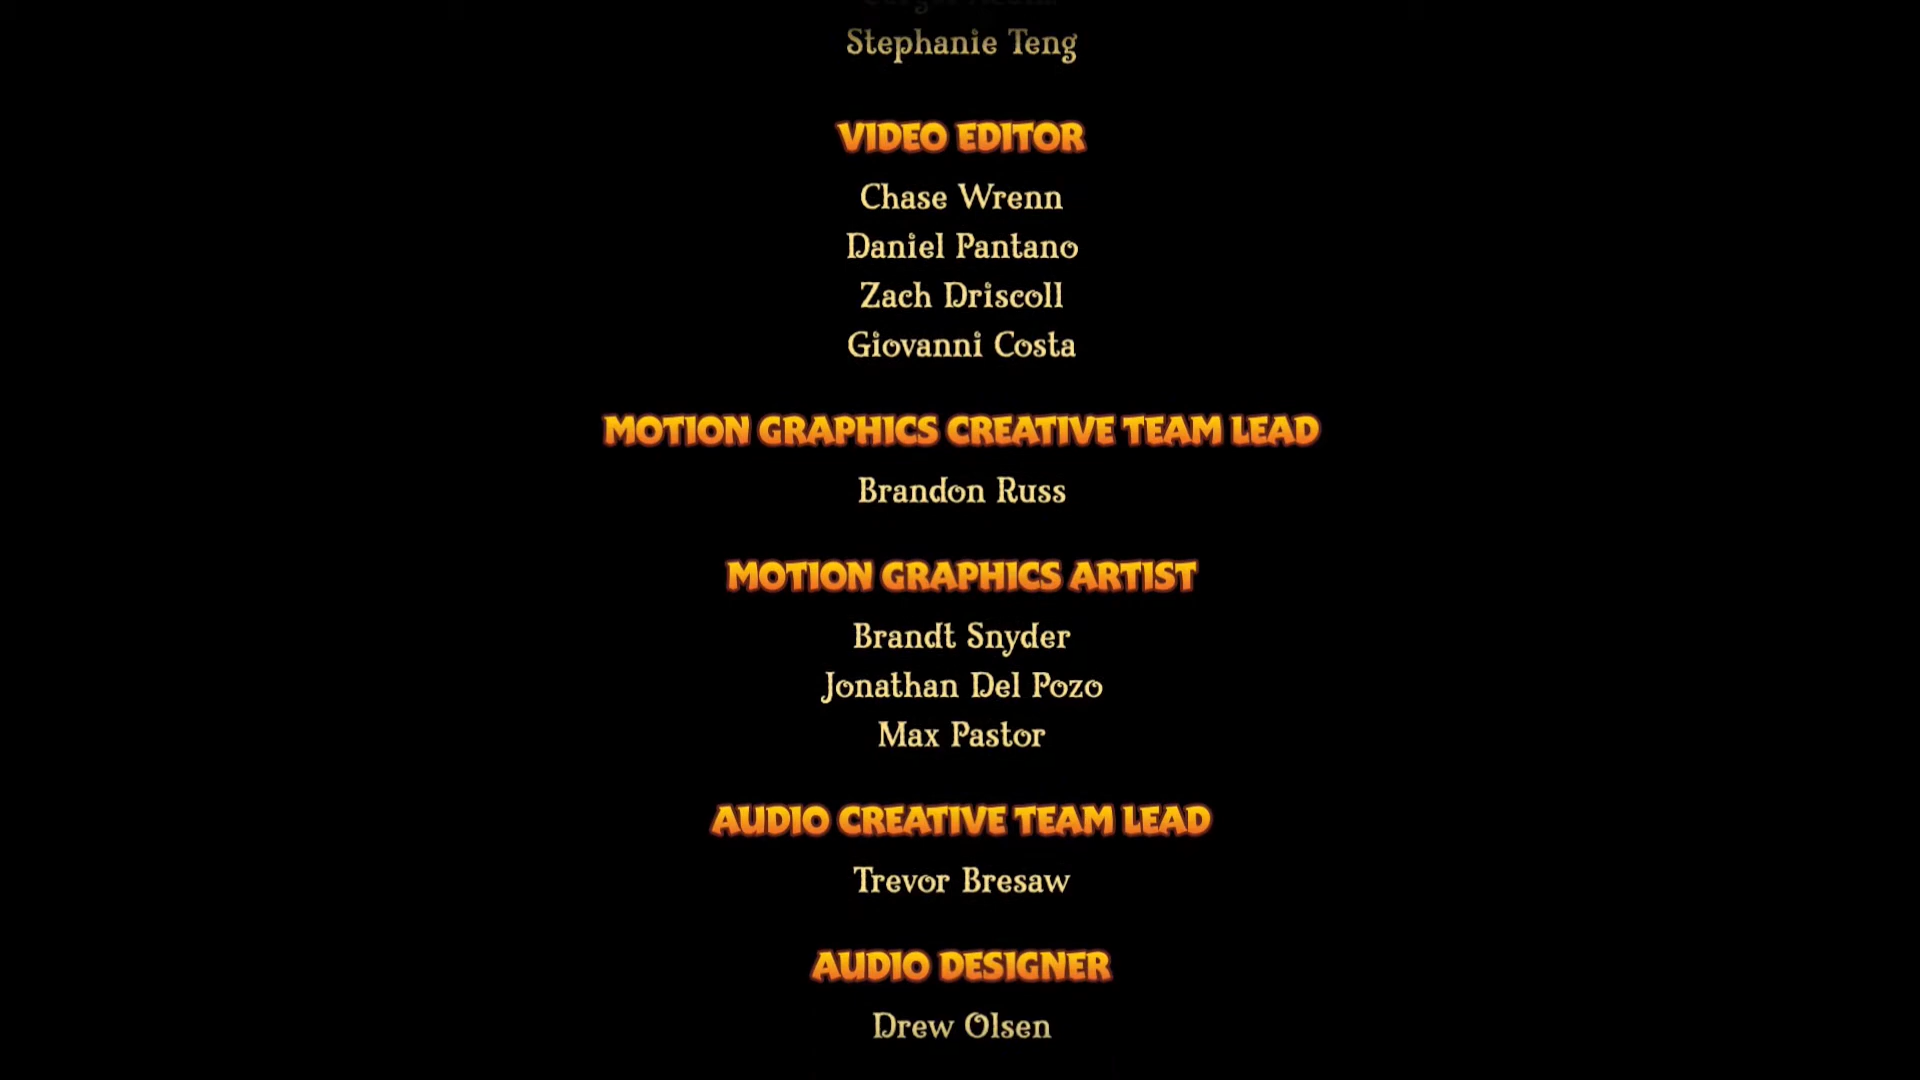 Stephanie Teng
VIDEO EDITOR
Chase Wrenn
Daniel Pantano
Zach Driscoll
Giovanni Costa
MOTION GRAPHICS CREATIVE TEAM LEAD
Brandon Russ
MOTION GRAPHICS ARTIST
Brandt Snyder
Jonathan Del Pozo
Max Pastor
AUDIO CREATIVE TEAM LEAD
Trevor Bresaw
AUDIO DESIGNER
Drew Olsen